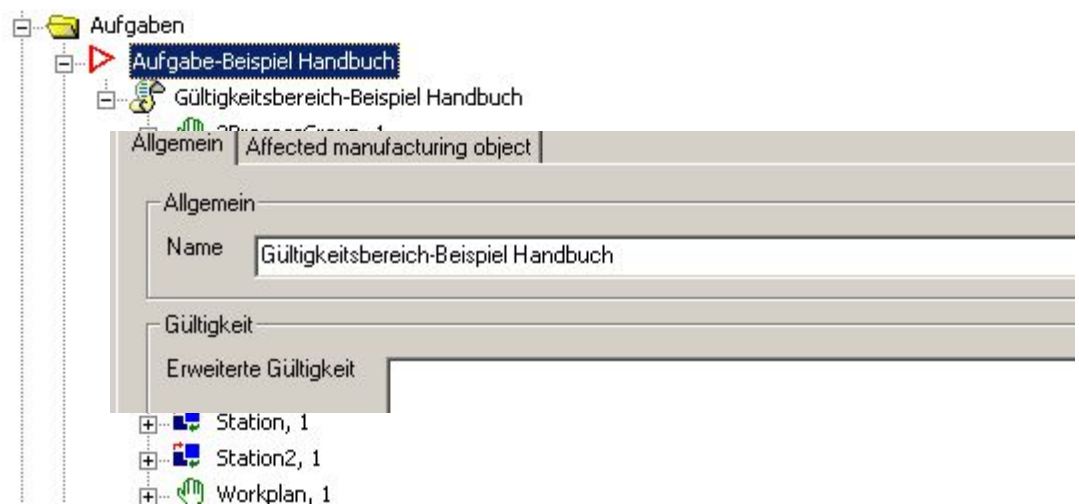 Aufgaben
Aufgabe-Beispiel Handbuch
Gültigkeitsbereich-Beispiel Handbuch
Allgemein Affected manufacturing object
Allgemein
Name Gültigkeitsbereich-Beispiel Handbuch
Gültigkeit
Erweiterte Gültigkeit
Station, 1
Station2, 1
Workplan, 1